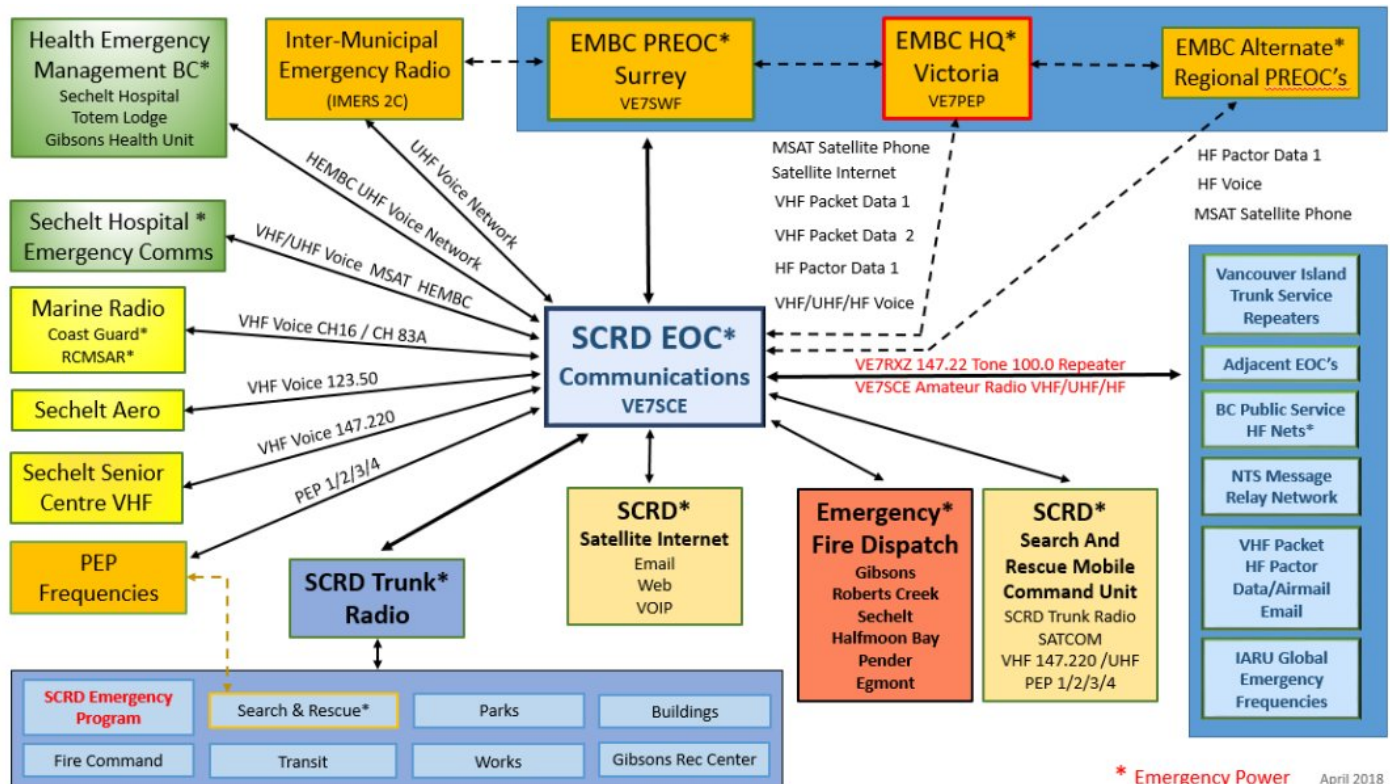 Health Emergency
Management BC*
Sechelt Hospital
Totem Lodge
Gibsons Health Unit
Inter-Municipal
Emergency Radio
(IMERS 2C)
EMBC PREOC*
Surrey
VE7SWF
EMBC HQ*
Victoria
VE7PEP
EMBC Alternate*
Regional PREOC's
UHF Voice Network
HEMBC UHF Voice Network
MSAT Satellite Phone
Satellite Internet
VHF Packet Data 1
VHF Packet Data 2
HF Pactor Data 1
VHF/UHF/HF Voice
HF Pactor Data 1
HF Voice
MSAT Satellite Phone
Sechelt Hospital *
Emergency Comms
VHF/UHF Voice MSAT HEMBC
Marine Radio
Coast Guard*
RCMSAR*
VHF Voice CH16 / CH 83A
Sechelt Aero
VHF Voice 123.50
Sechelt Senior
Centre VHF
VHF Voice 147.220
PEP
Frequencies
PEP 1/2/3/4
SCRD EOC*
Communications
VE7SCE
VE7RXZ 147.22 Tone 100.0 Repeater
VE7SCE Amateur Radio VHF/UHF/HF
Vancouver Island
Trunk Service
Repeaters
Adjacent EOC's
BC Public Service
HF Nets*
NTS Message
Relay Network
VHF Packet
HF Pactor
Data/Airmail
Email
IARU Global
Emergency
Frequencies
SCRD Trunk*
Radio
SCRD*
Satellite Internet
Email
Web
VOIP
Emergency*
Fire Dispatch
Gibsons
Roberts Creek
Sechelt
Halfmoon Bay
Pender
Egmont
SCRD*
Search And
Rescue Mobile
Command Unit
SCRD Trunk Radio
SATCOM
VHF 147.220 /UHF
PEP 1/2/3/4
SCRD Emergency
Program
Search & Rescue*
Parks
Buildings
Fire Command
Transit
Works
Gibsons Rec Center
* Emergency Power
April 2018